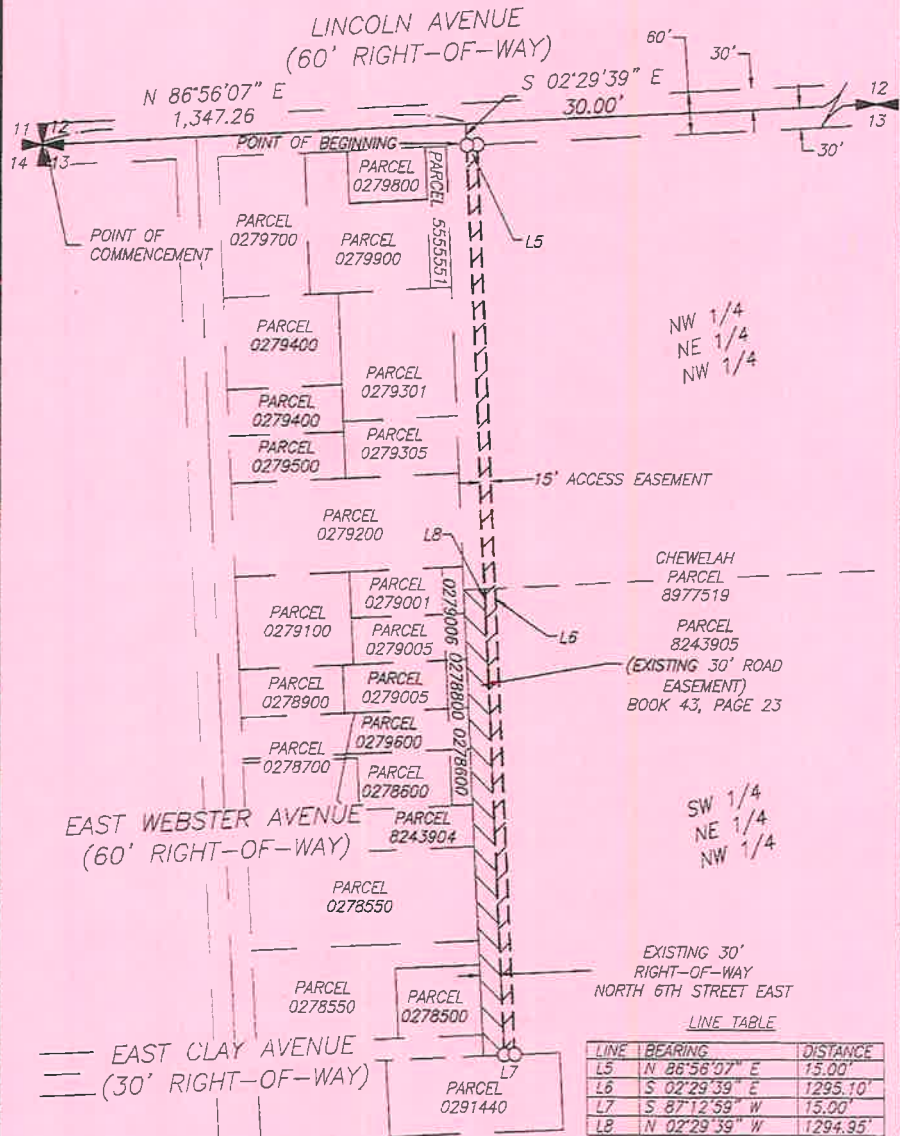 LINCOLN AVENUE
(60' RIGHT-OF-WAY)
60'
30'
N 86°56'07" E
1,347.26
S 02°29'39" E
30.00'
12
13
30'
11 12
14 13
POINT OF BEGINNING
POINT OF
COMMENCEMENT
PARCEL
0279800
PARCEL 5555551
PARCEL
0279700
PARCEL
0279900
L5
NW 1/4
NE 1/4
NW 1/4
PARCEL
0279400
PARCEL
0279301
PARCEL
0279400
PARCEL
0279305
PARCEL
0279500
15' ACCESS EASEMENT
PARCEL
0279200
L8
CHEWELAH
PARCEL
8977519
PARCEL
0279001
0279006
PARCEL
0279100
PARCEL
0279005
L6
PARCEL
8243905
(EXISTING 30' ROAD
EASEMENT)
BOOK 43, PAGE 23
PARCEL
0278900
PARCEL
0279005
0278800
PARCEL
0279600
PARCEL
0278700
PARCEL
0278600
0278600
EAST WEBSTER AVENUE
(60' RIGHT-OF-WAY)
PARCEL
8243904
SW 1/4
NE 1/4
NW 1/4
PARCEL
0278550
EXISTING 30'
RIGHT-OF-WAY
NORTH 6TH STREET EAST
PARCEL
0278550
PARCEL
0278500
EAST CLAY AVENUE
(30' RIGHT-OF-WAY)
L7
PARCEL
0291440
LINE TABLE
LINE BEARING DISTANCE
L5 N 86°56'07" E 15.00'
L6 S 02°29'39" E 1295.10'
L7 S 87°12'59" W 15.00'
L8 N 02°29'39" W 1294.95'